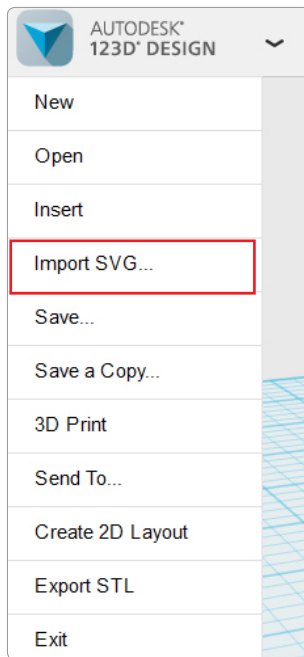 AUTODESK®
123D® DESIGN
New
Open
Insert
Import SVG...
Save...
Save a Copy...
3D Print
Send To...
Create 2D Layout
Export STL
Exit